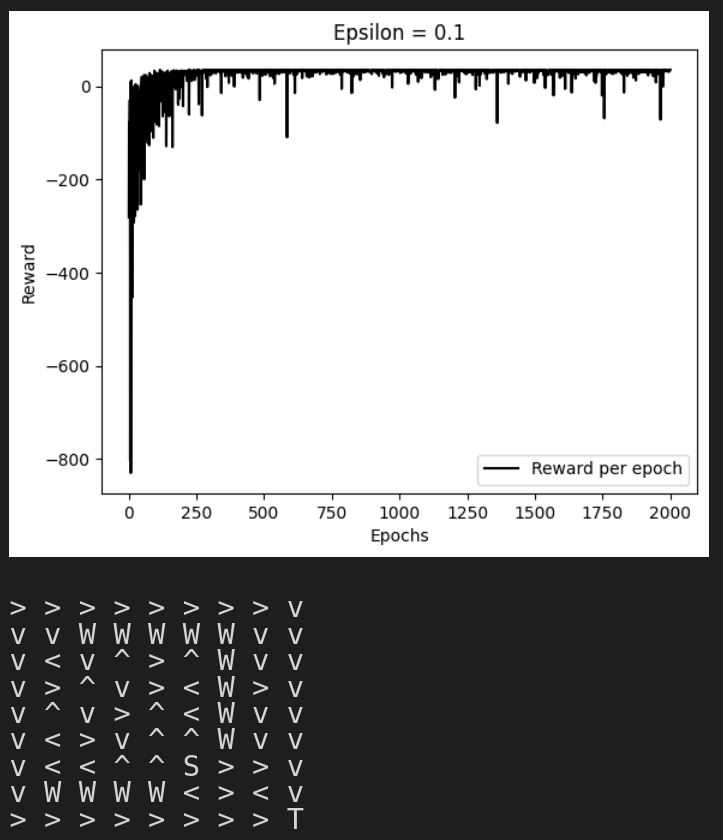 Epsilon = 0.1
0
−200
−400
−600
−800
Reward
Reward per epoch
0 250 500 750 1000 1250 1500 1750 2000
Epochs
> > > > > > > > v
v v W W W W W v v
v < v ^ > ^ W v v
v > ^ v > < W > v
v ^ v > ^ < W v v
v < > v ^ ^ W v v
v < < ^ ^ S > > v
v W W W W < > < v
> > > > > > > > T